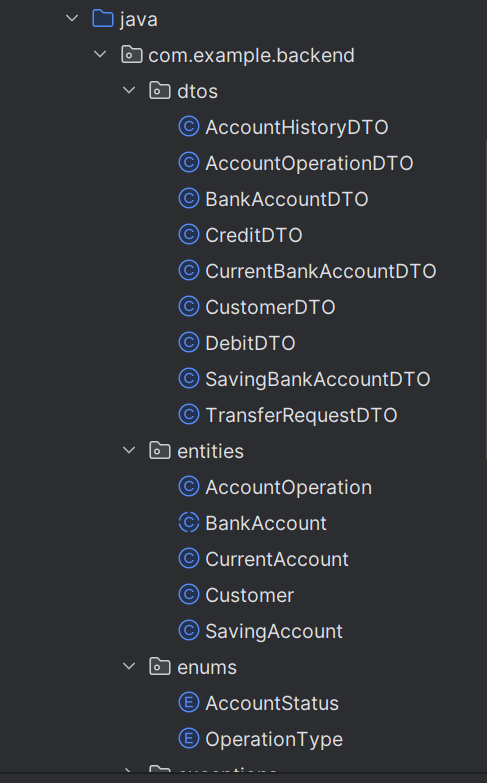 java
com.example.backend
dtos
C AccountHistoryDTO
C AccountOperationDTO
C BankAccountDTO
C CreditDTO
C CurrentBankAccountDTO
C CustomerDTO
C DebitDTO
C SavingBankAccountDTO
C TransferRequestDTO
entities
C AccountOperation
C BankAccount
C CurrentAccount
C Customer
C SavingAccount
enums
E AccountStatus
E OperationType
exceptions